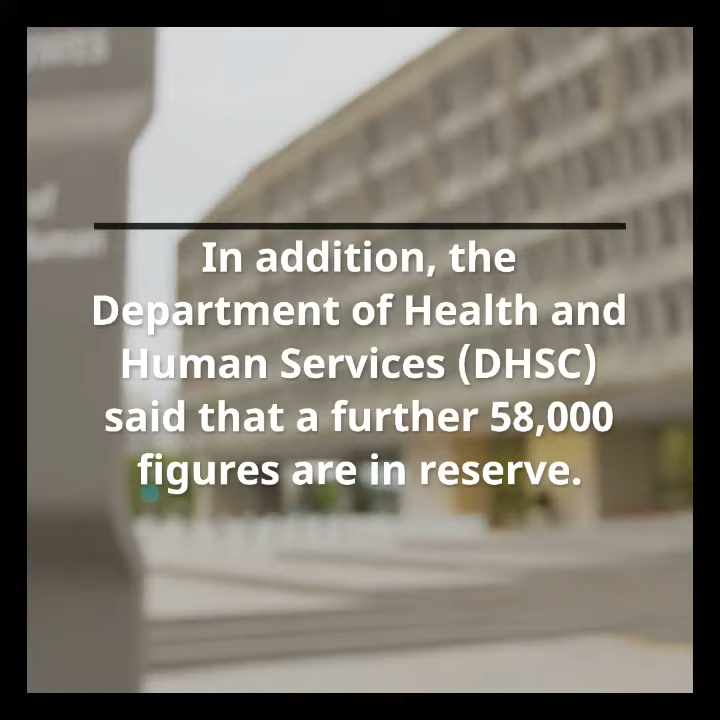 In addition, the
Department of Health and
Human Services (DHSC)
said that a further 58,000
figures are in reserve.